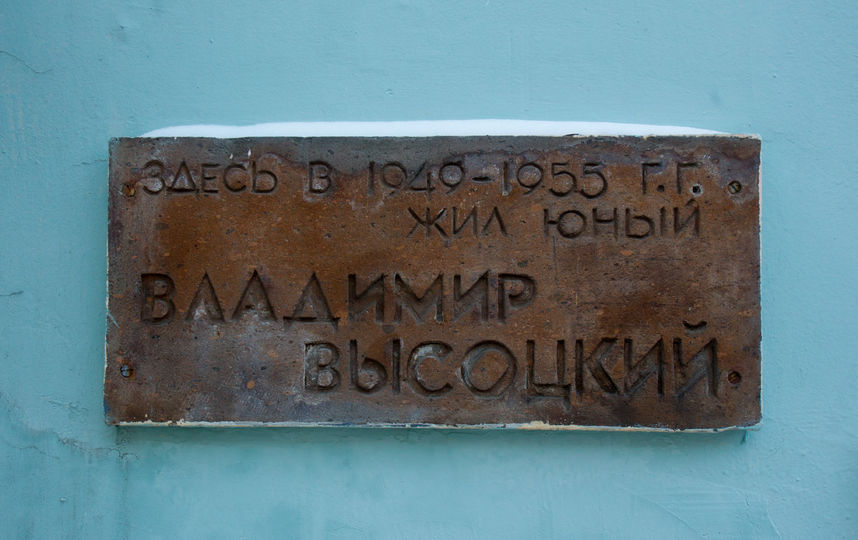 ЗДЕСЬ В 1949-1955 Г.Г.
ЖИЛ ЮНЫЙ
ВЛАДИМИР
ВЫСОЦКИЙ